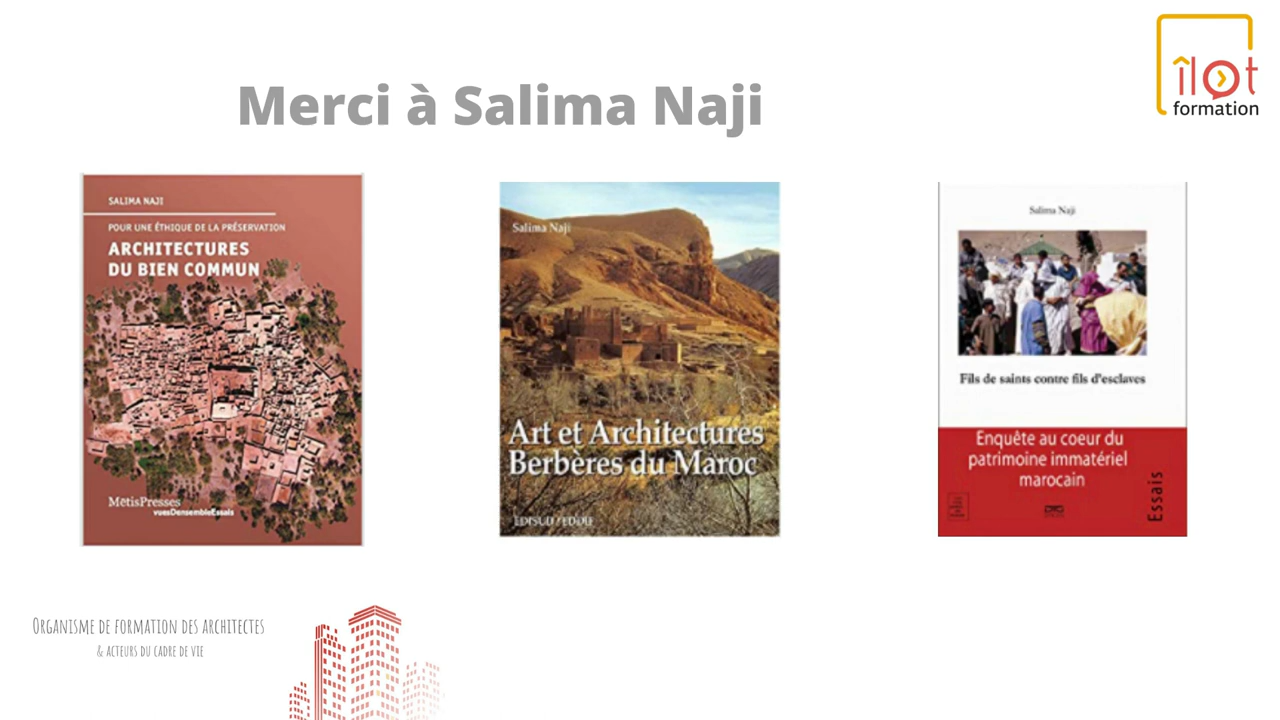 îlot
formation
Merci à Salima Naji
SALIMA NAJI
POUR UNE ÉTHIQUE DE LA PRÉSERVATION
ARCHITECTURES
DU BIEN COMMUN
MētisPresses
vuesDensembleEssais
Salima Naji
Art et Architectures
Berbères du Maroc
EDISUD / EDDIF
Salima Naji
Fils de saints contre fils d'esclaves
Enquête au coeur du
patrimoine immatériel
marocain
Essais
ORGANISME DE FORMATION DES ARCHITECTES
& ACTEURS DU CADRE DE VIE